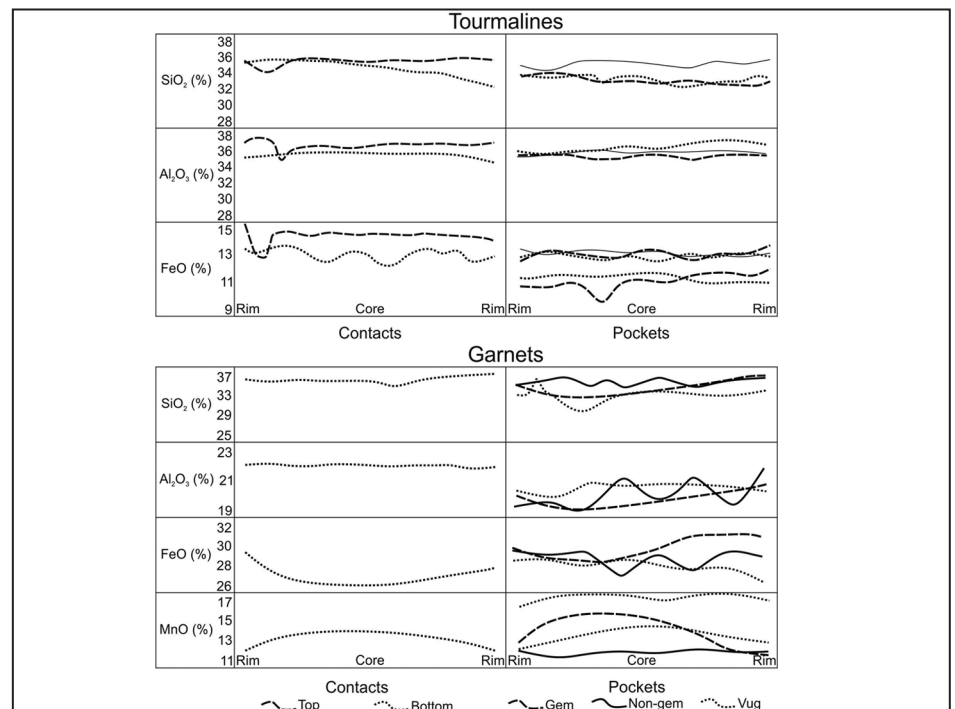 Tourmalines
38
36
SiO₂ (%) 34
32
30
28
38
36
Al₂O₃ (%) 34
32
30
28
15
13
FeO (%)
11
9 Rim Core Rim Rim Core Rim
Contacts Pockets
Garnets
37
SiO₂ (%) 33
29
25
23
Al₂O₃ (%) 21
19
32
FeO (%) 30
28
26
17
MnO (%) 15
13
11 Rim Core Rim Rim Core Rim
Contacts Pockets
Top Bottom Gem Non-gem Vug